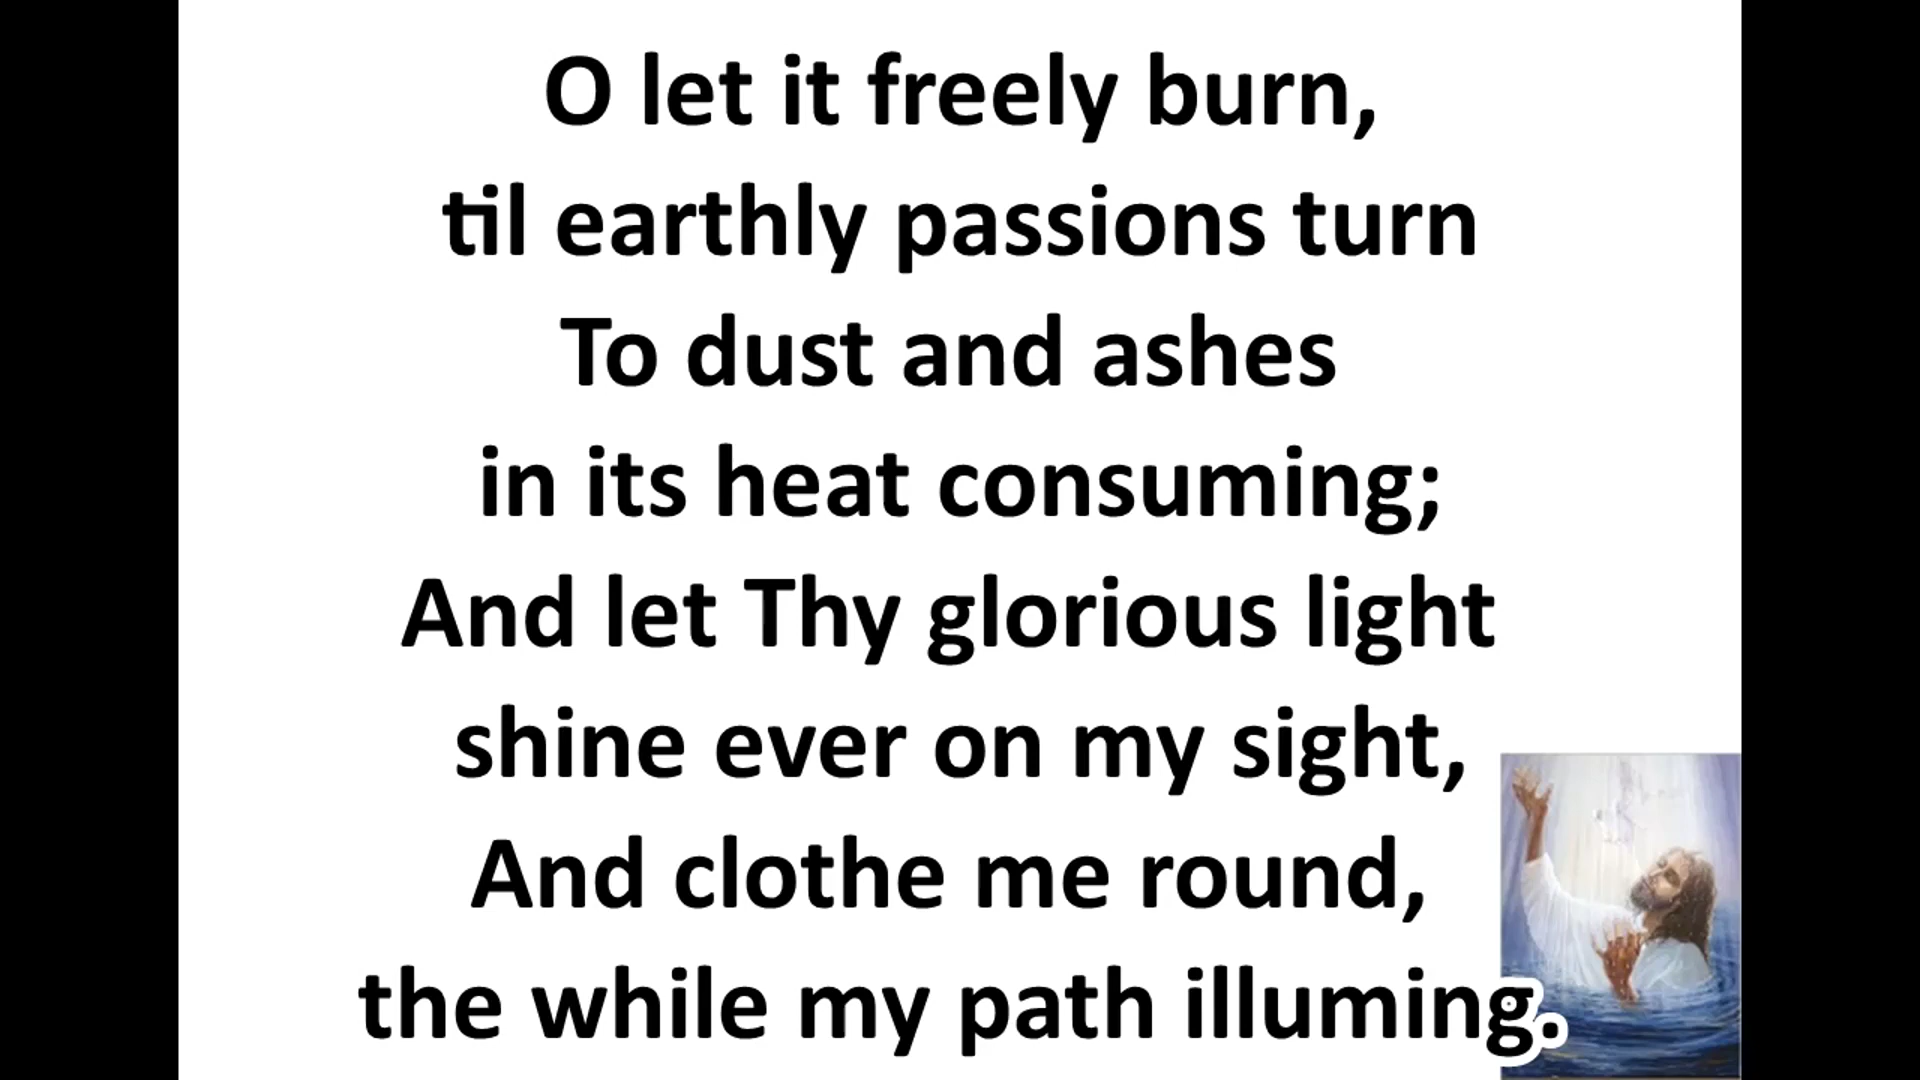 O let it freely burn,
til earthly passions turn
To dust and ashes
in its heat consuming;
And let Thy glorious light
shine ever on my sight,
And clothe me round,
the while my path illuming.